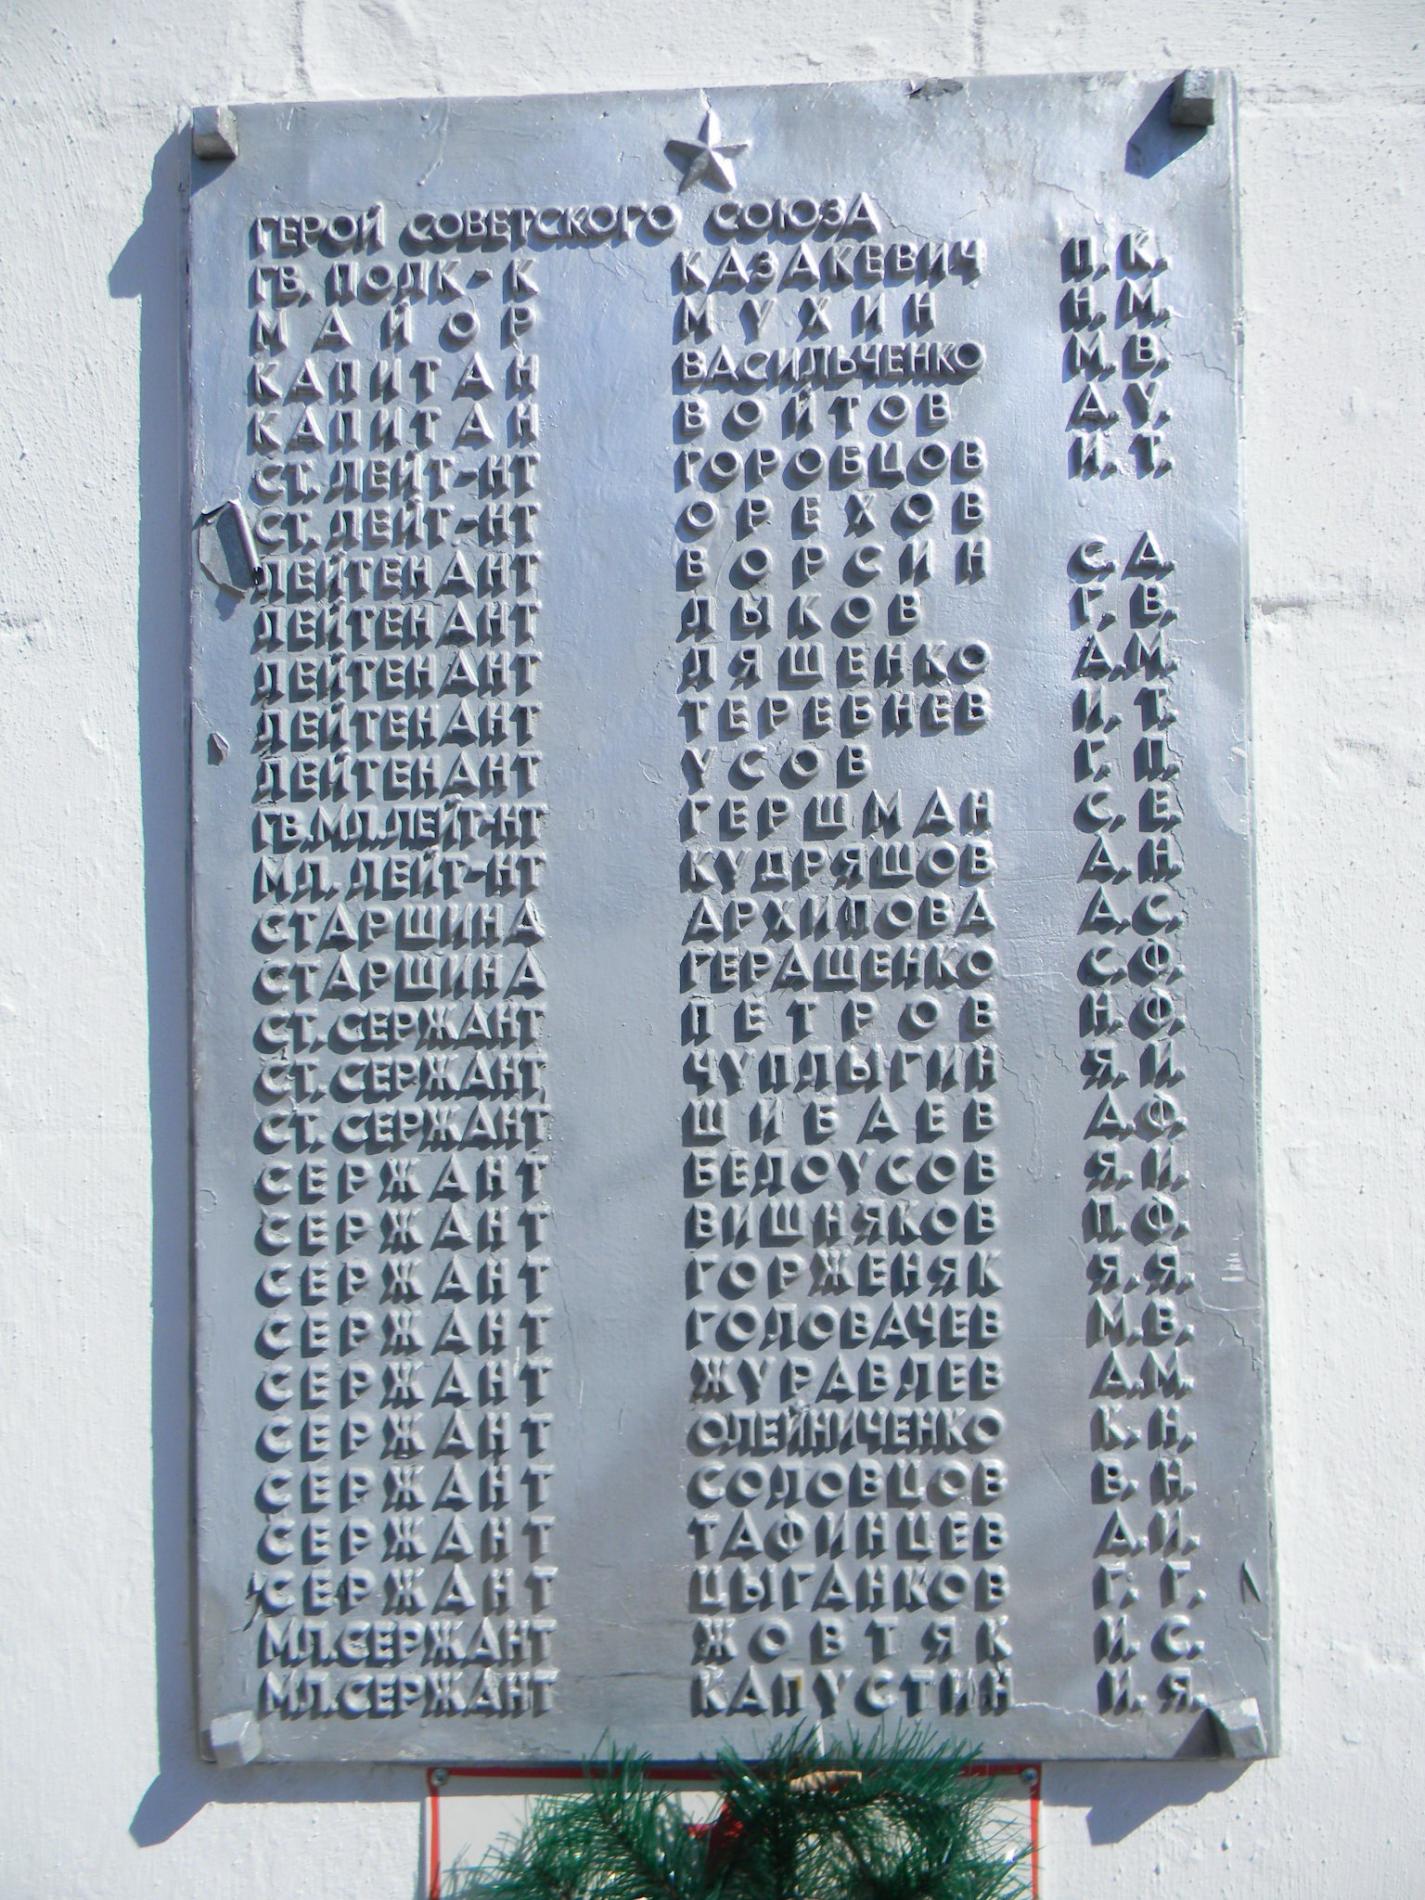 ГЕРОЙ СОВЕТСКОГО СОЮЗА
ГВ. ПОДК-К КАЗАКЕВИЧ П.К.
МАЙОР МУХИН Н.М.
КАПИТАН ВАСИЛЬЧЕНКО М.В.
КАПИТАН ВОЙТОВ Д.У.
СТ. ЛЕЙТ-НТ ГОРОБЦОВ И.Т.
СТ. ЛЕЙТ-НТ ОРЕХОВ
ЛЕЙТЕНАНТ ВОРСИН С.Д.
ЛЕЙТЕНАНТ ЛЫКОВ Г.В.
ЛЕЙТЕНАНТ ЛЯШЕНКО А.М.
ЛЕЙТЕНАНТ ТЕРЕБНЕВ И.Т.
ЛЕЙТЕНАНТ УСОВ Г.П.
ГВ.МЛ.ЛЕЙТ-НТ ГЕРШМАН С.Е.
МЛ. ЛЕЙТ-НТ КУДРЯШОВ А.Н.
СТАРШИНА АРХИПОВА А.С.
СТАРШИНА ГЕРАЩЕНКО С.Ф.
СТ. СЕРЖАНТ ПЕТРОВ Н.Ф.
СТ. СЕРЖАНТ ЧУПЛЫГИН Я.И.
СТ. СЕРЖАНТ ШИБАЕВ А.Ф.
СЕРЖАНТ БЕЛОУСОВ Я.И.
СЕРЖАНТ ВИШНЯКОВ П.Ф.
СЕРЖАНТ ГОРЖЕНЯК Я.Я.
СЕРЖАНТ ГОЛОВАЧЕВ М.В.
СЕРЖАНТ ЖУРАВЛЕВ А.М.
СЕРЖАНТ ОЛЕЙНИЧЕНКО К.Н.
СЕРЖАНТ СОЛОВЦОВ В.Н.
СЕРЖАНТ ТАФИНЦЕВ А.И.
СЕРЖАНТ ЦЫГАНКОВ Г.Г.
МЛ.СЕРЖАНТ ЖОВТЯК И.С.
МЛ.СЕРЖАНТ КАПУСТИН И.Я.